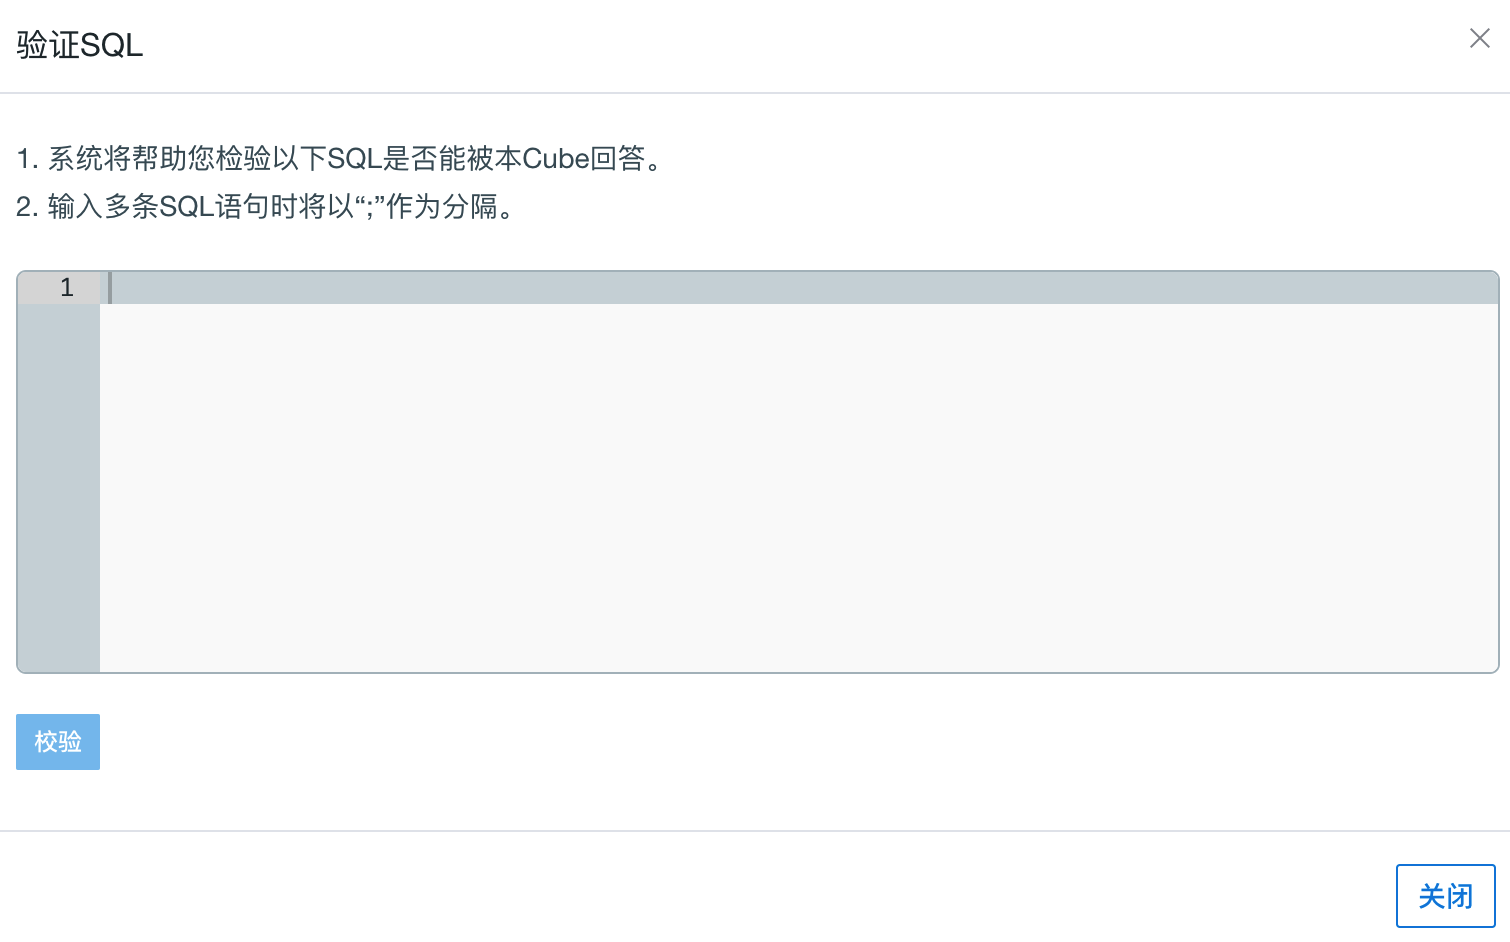 验证SQL
1. 系统将帮助您检验以下SQL是否能被本Cube回答。
2. 输入多条SQL语句时将以“;”作为分隔。
1
校验
关闭